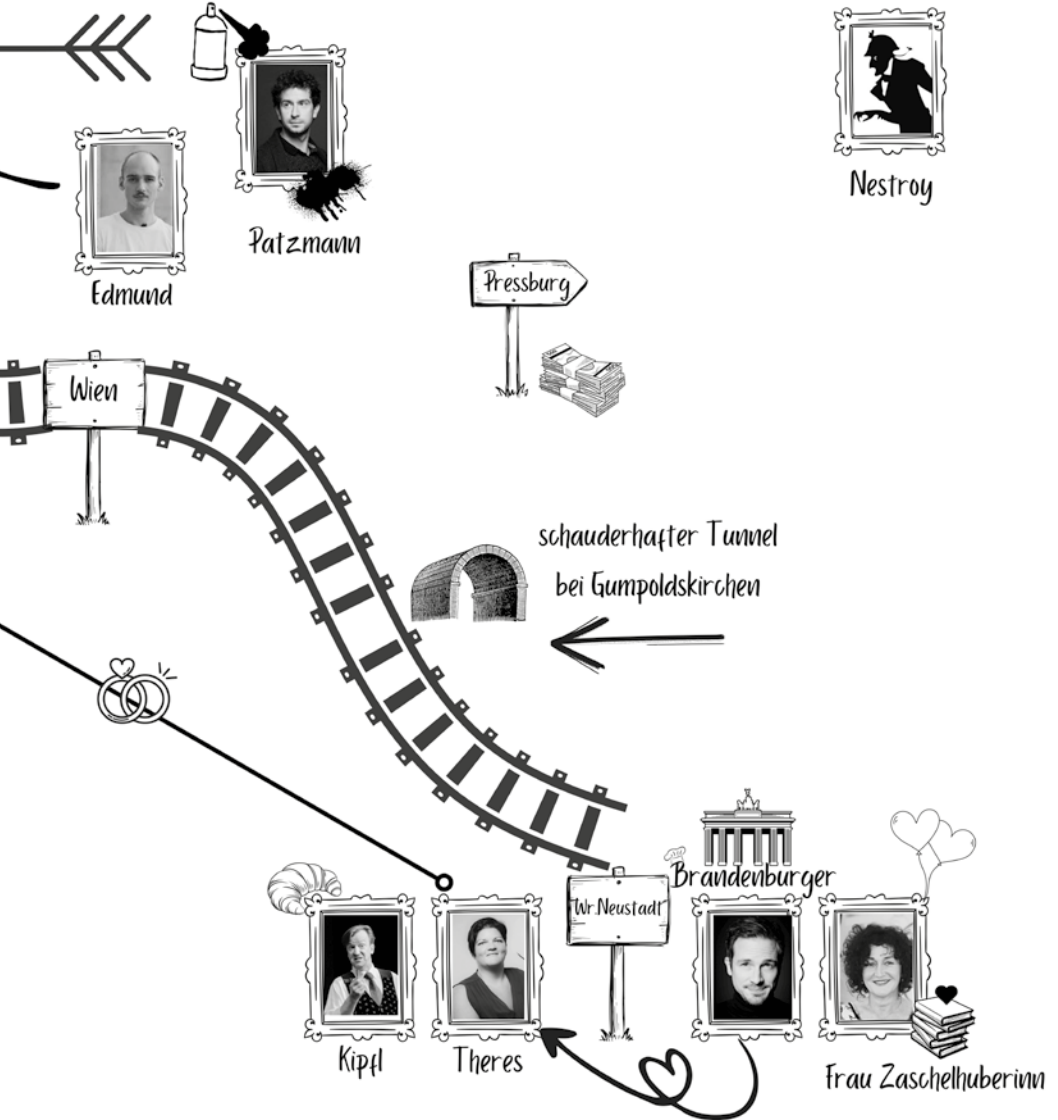 Nestroy
Patzmann
Edmund
Pressburg
Wien
schauderhafter Tunnel
bei Gumpoldskirchen
Brandenburger
Wr.Neustadt
Kipfl
Theres
Frau Zaschelhuberinn